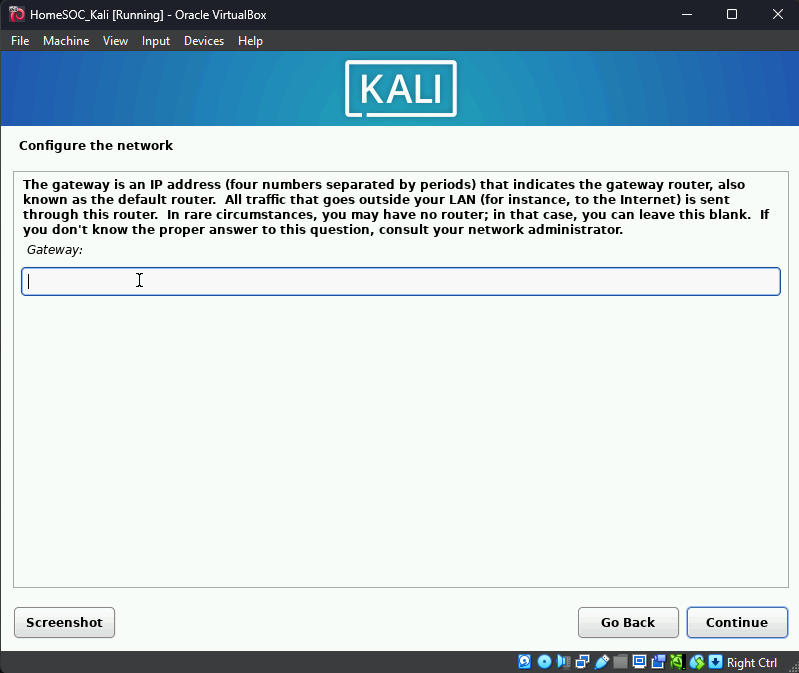 HomeSOC_Kali [Running] - Oracle VirtualBox
File Machine View Input Devices Help
KALI
Configure the network
The gateway is an IP address (four numbers separated by periods) that indicates the gateway router, also
known as the default router.  All traffic that goes outside your LAN (for instance, to the Internet) is sent
through this router.  In rare circumstances, you may have no router; in that case, you can leave this blank.  If
you don't know the proper answer to this question, consult your network administrator.
Gateway:
Screenshot Go Back Continue
Right Ctrl